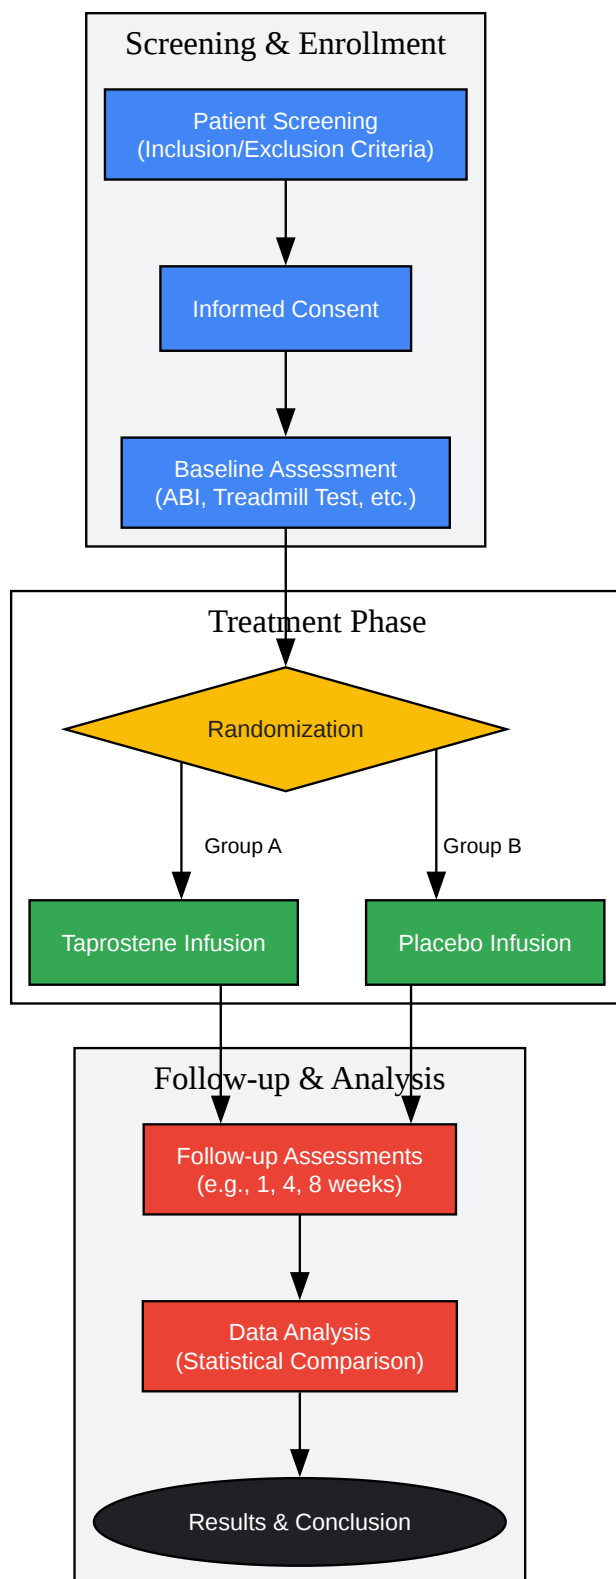 Screening & Enrollment
Patient Screening
(Inclusion/Exclusion Criteria)
Informed Consent
Baseline Assessment
(ABI, Treadmill Test, etc.)
Treatment Phase
Randomization
Group A
Group B
Taprostene Infusion
Placebo Infusion
Follow-up & Analysis
Follow-up Assessments
(e.g., 1, 4, 8 weeks)
Data Analysis
(Statistical Comparison)
Results & Conclusion